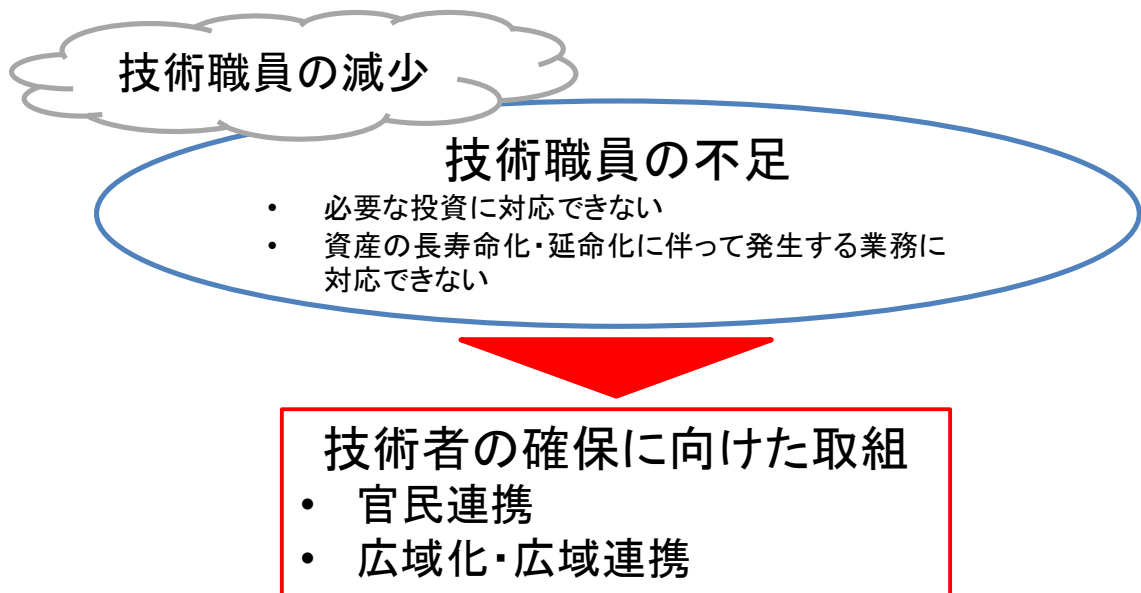 技術職員の減少
技術職員の不足
• 必要な投資に対応できない
• 資産の長寿命化・延命化に伴って発生する業務に
対応できない
技術者の確保に向けた取組
• 官民連携
• 広域化・広域連携